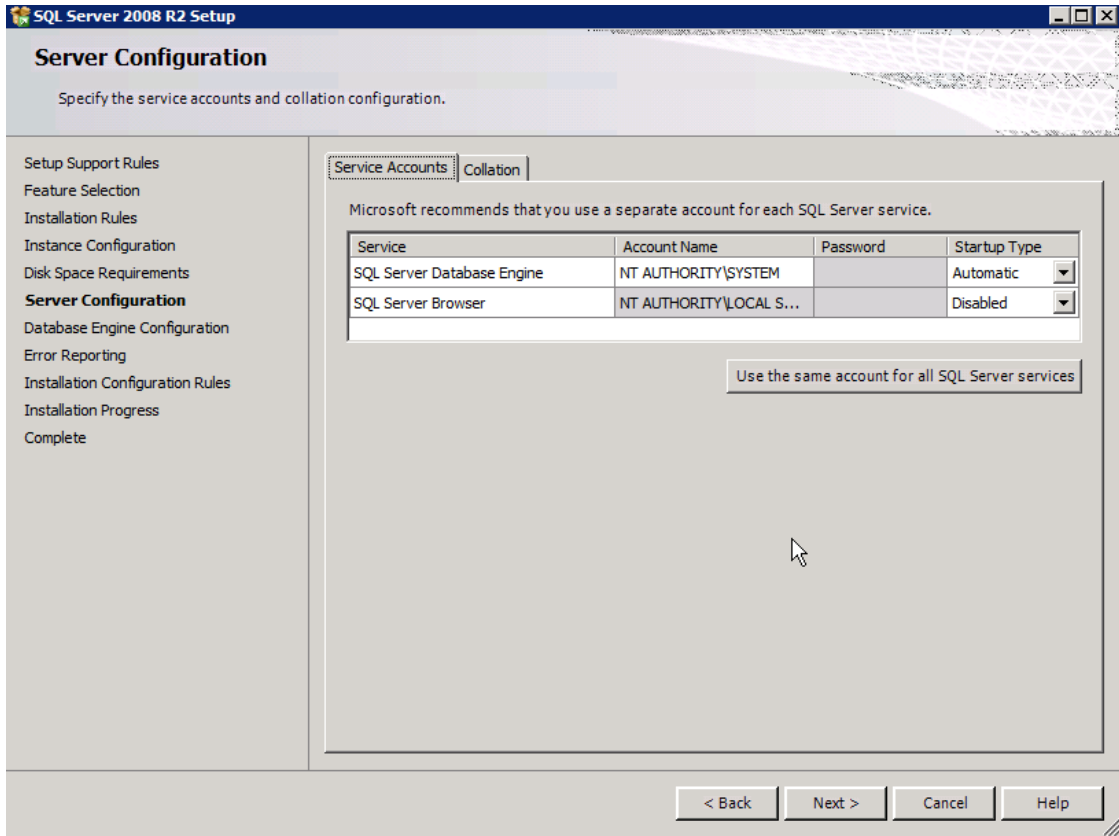 SQL Server 2008 R2 Setup
Server Configuration
Specify the service accounts and collation configuration.
Setup Support Rules
Feature Selection
Installation Rules
Instance Configuration
Disk Space Requirements
Server Configuration
Database Engine Configuration
Error Reporting
Installation Configuration Rules
Installation Progress
Complete
Service Accounts Collation
Microsoft recommends that you use a separate account for each SQL Server service.
Service Account Name Password Startup Type
SQL Server Database Engine NT AUTHORITY\SYSTEM Automatic
SQL Server Browser NT AUTHORITY\LOCAL S... Disabled
Use the same account for all SQL Server services
< Back Next > Cancel Help